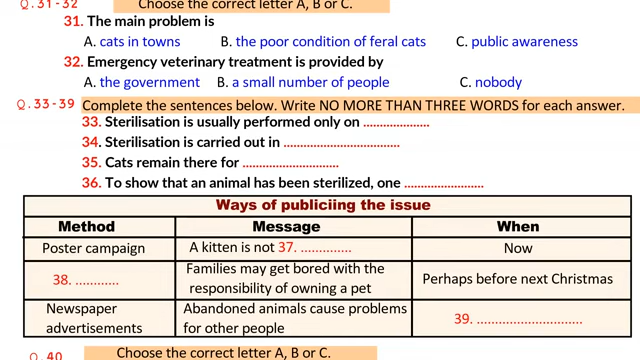 Q.31-32 Choose the correct letter A, B or C.
31. The main problem is
A. cats in towns B. the poor condition of feral cats C. public awareness
32. Emergency veterinary treatment is provided by
A. the government B. a small number of people C. nobody
Q.33-39 Complete the sentences below. Write NO MORE THAN THREE WORDS for each answer.
33. Sterilisation is usually performed only on ....................
34. Sterilisation is carried out in ...................................
35. Cats remain there for .............................
36. To show that an animal has been sterilized, one ........................
Ways of publiciing the issue
Method Message When
Poster campaign A kitten is not 37. .............. Now
38. ............ Families may get bored with the
responsibility of owning a pet Perhaps before next Christmas
Newspaper
advertisements Abandoned animals cause problems
for other people 39. ............................
Q.40 Choose the correct letter A, B or C.